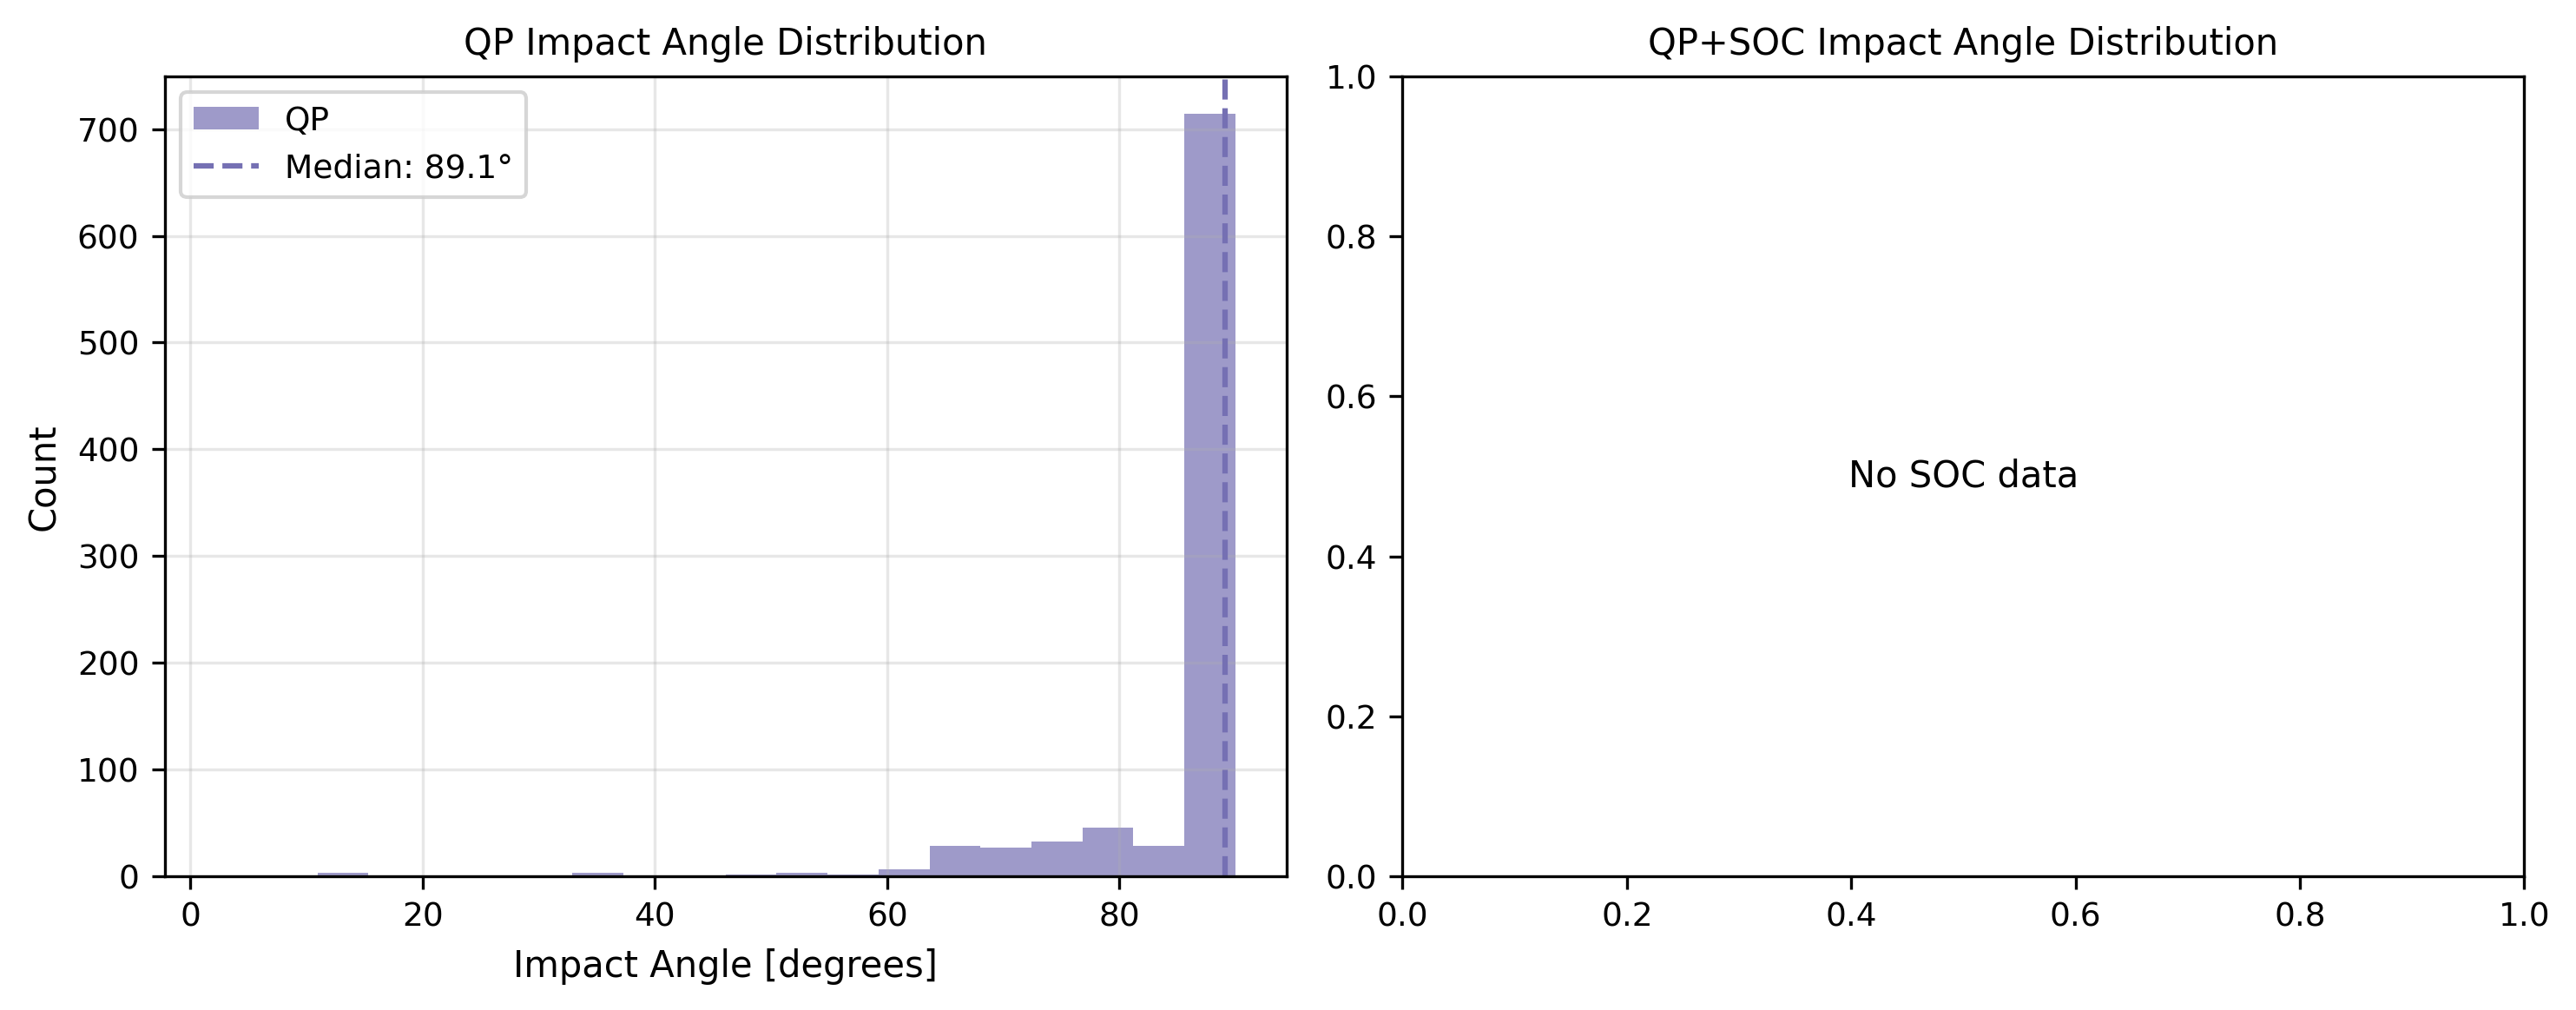 QP Impact Angle Distribution
QP
Median: 89.1°
700
600
500
400
300
200
100
0
Count
0 20 40 60 80
Impact Angle [degrees]
QP+SOC Impact Angle Distribution
1.0
0.8
0.6
0.4
0.2
0.0
No SOC data
0.0 0.2 0.4 0.6 0.8 1.0